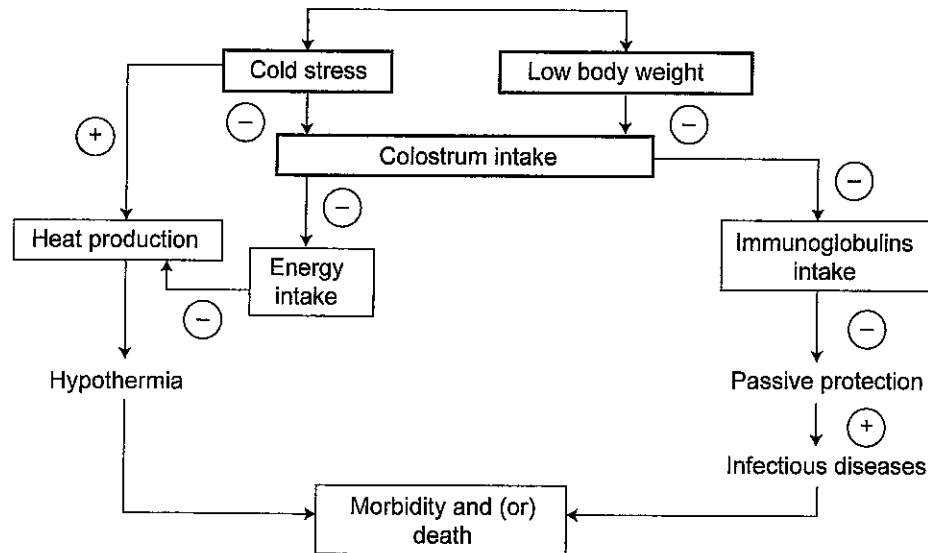 Cold stress
Low body weight
−
−
+
Colostrum intake
−
−
Heat production
Energy
intake
Immunoglobulins
intake
−
−
Hypothermia
Passive protection
+
Infectious diseases
Morbidity and (or)
death